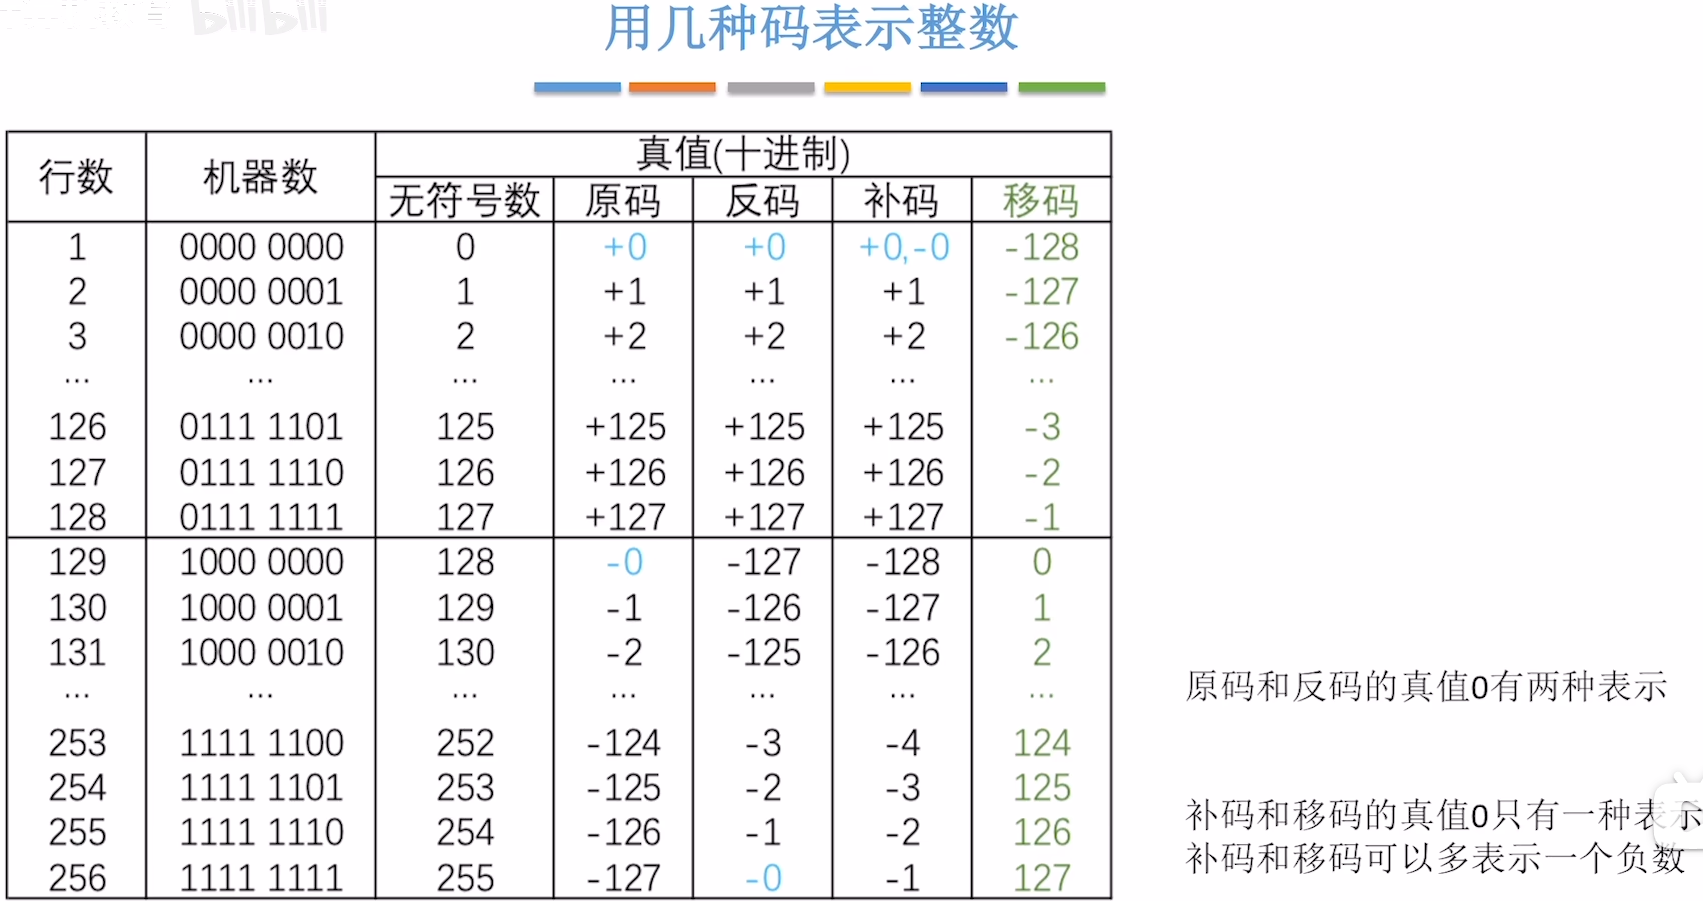 bilibili
用几种码表示整数
行数 机器数 真值(十进制)
无符号数 原码 反码 补码 移码
1 0000 0000 0 +0 +0 +0,-0 -128
2 0000 0001 1 +1 +1 +1 -127
3 0000 0010 2 +2 +2 +2 -126
... ... ... ... ... ... ...
126 0111 1101 125 +125 +125 +125 -3
127 0111 1110 126 +126 +126 +126 -2
128 0111 1111 127 +127 +127 +127 -1
129 1000 0000 128 -0 -127 -128 0
130 1000 0001 129 -1 -126 -127 1
131 1000 0010 130 -2 -125 -126 2
... ... ... ... ... ... ...
253 1111 1100 252 -124 -3 -4 124
254 1111 1101 253 -125 -2 -3 125
255 1111 1110 254 -126 -1 -2 126
256 1111 1111 255 -127 -0 -1 127
原码和反码的真值0有两种表示
补码和移码的真值0只有一种表示
补码和移码可以多表示一个负数